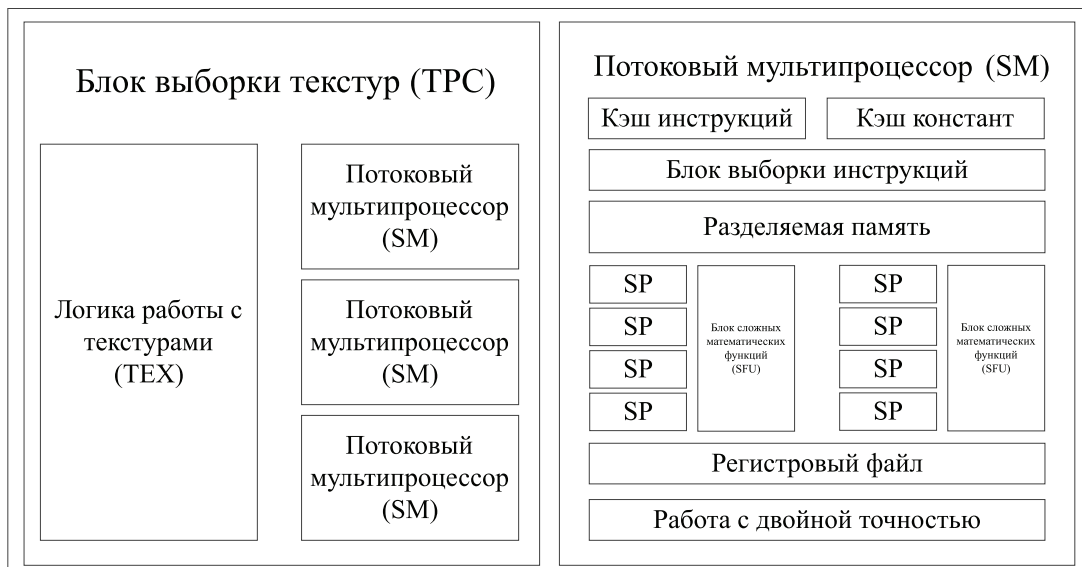 Блок выборки текстур (TPC)
Логика работы с
текстурами
(TEX)
Потоковый
мультипроцессор
(SM)
Потоковый
мультипроцессор
(SM)
Потоковый
мультипроцессор
(SM)
Потоковый мультипроцессор (SM)
Кэш инструкций
Кэш констант
Блок выборки инструкций
Разделяемая память
SP
SP
SP
SP
Блок сложных
математических
функций
(SFU)
SP
SP
SP
SP
Блок сложных
математических
функций
(SFU)
Регистровый файл
Работа с двойной точностью